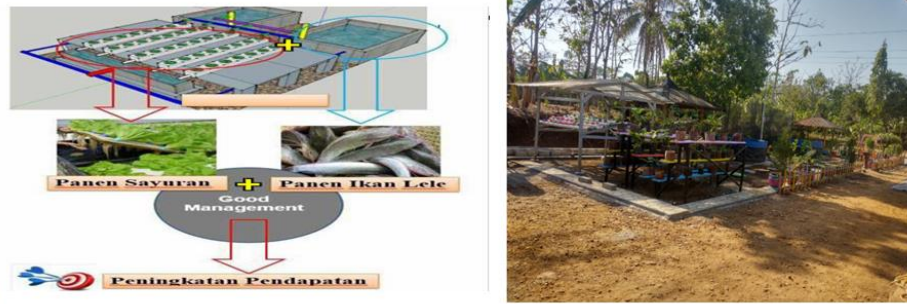 Panen Sayuran
Panen Ikan Lele
Good
Management
Peningkatan Pendapatan